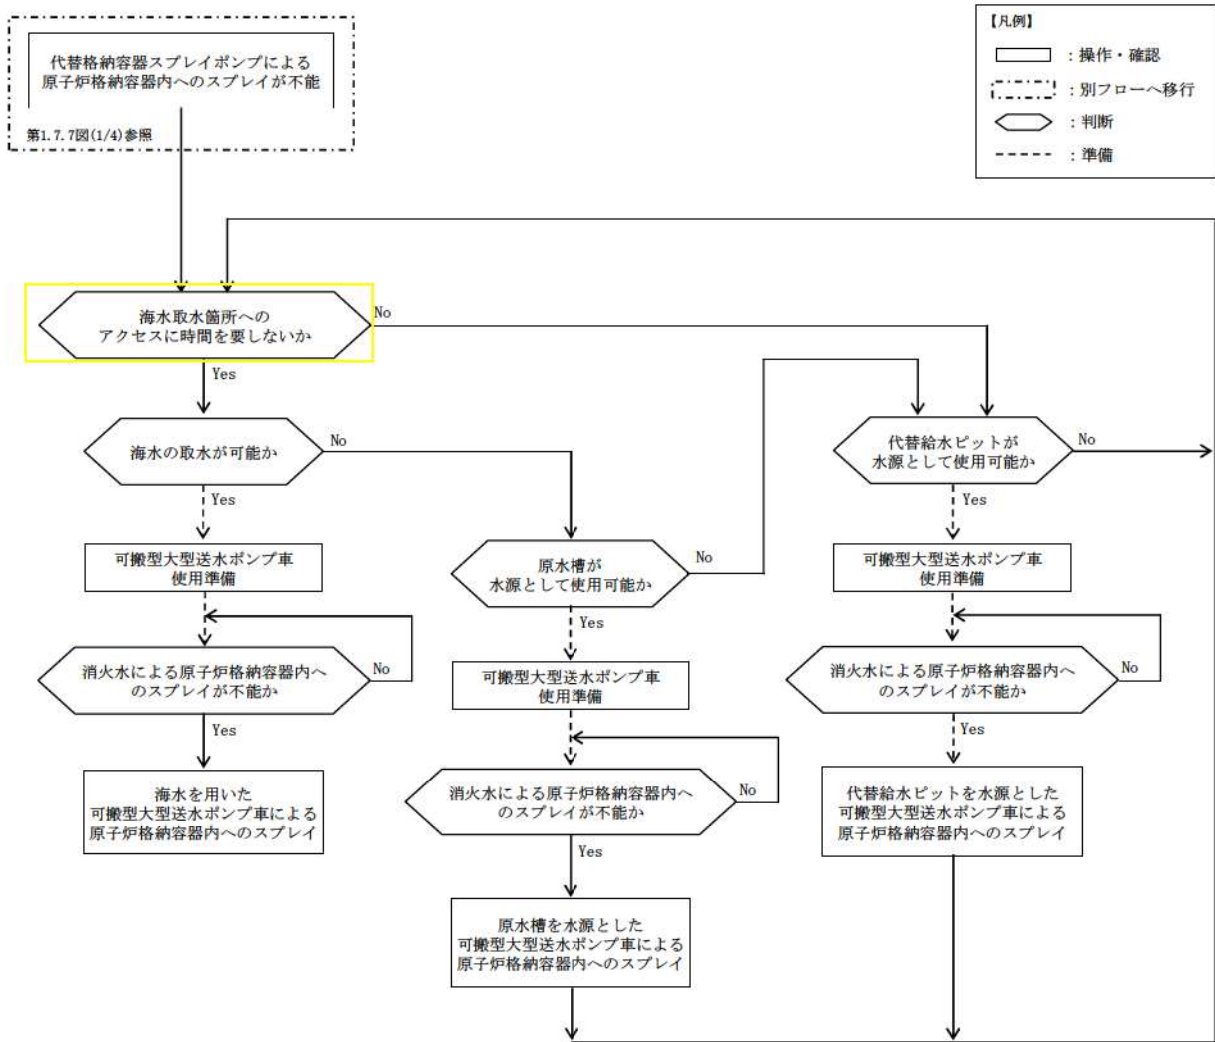 代替格納容器スプレイポンプによる
原子炉格納容器内へのスプレイが不能
第1.7.7図(1/4)参照
【凡例】
：操作・確認
：別フローへ移行
：判断
：準備
海水取水箇所への
アクセスに時間を要しないか
No
Yes
海水の取水が可能か
No
Yes
代替給水ピットが
水源として使用可能か
No
Yes
可搬型大型送水ポンプ車
使用準備
原水槽が
水源として使用可能か
No
Yes
可搬型大型送水ポンプ車
使用準備
消火水による原子炉格納容器内へ
のスプレイが不能か
No
Yes
可搬型大型送水ポンプ車
使用準備
消火水による原子炉格納容器内へ
のスプレイが不能か
No
Yes
海水を用いた
可搬型大型送水ポンプ車による
原子炉格納容器内へのスプレイ
消火水による原子炉格納容器内へ
のスプレイが不能か
No
Yes
代替給水ピットを水源とした
可搬型大型送水ポンプ車による
原子炉格納容器内へのスプレイ
原水槽を水源とした
可搬型大型送水ポンプ車による
原子炉格納容器内へのスプレイ